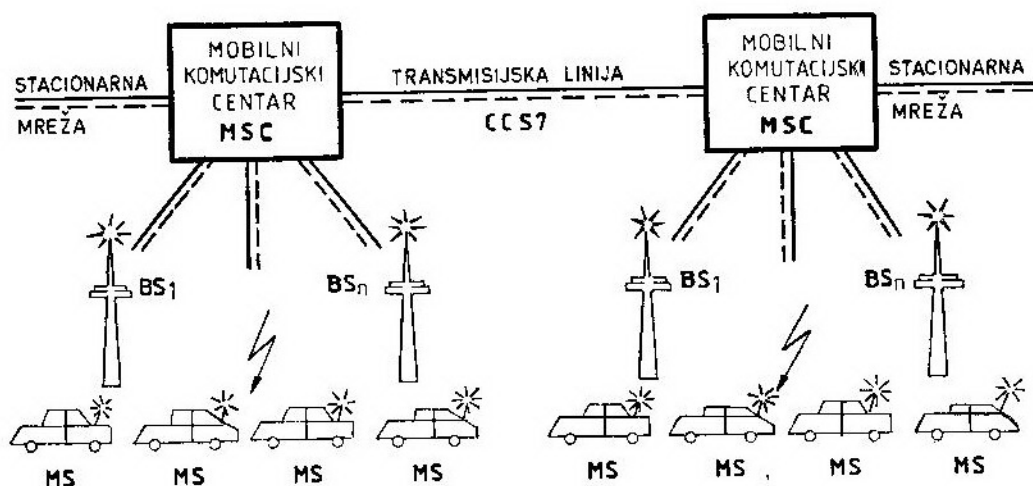 MOBILNI
KOMUTACIJSKI
CENTAR
MSC
STACIONARNA
MREŽA
TRANSMISIJSKA LINIJA
CCS7
MOBILNI
KOMUTACIJSKI
CENTAR
MSC
STACIONARNA
MREŽA
BS1
BSn
BS1
BSn
MS
MS
MS
MS
MS
MS
MS
MS